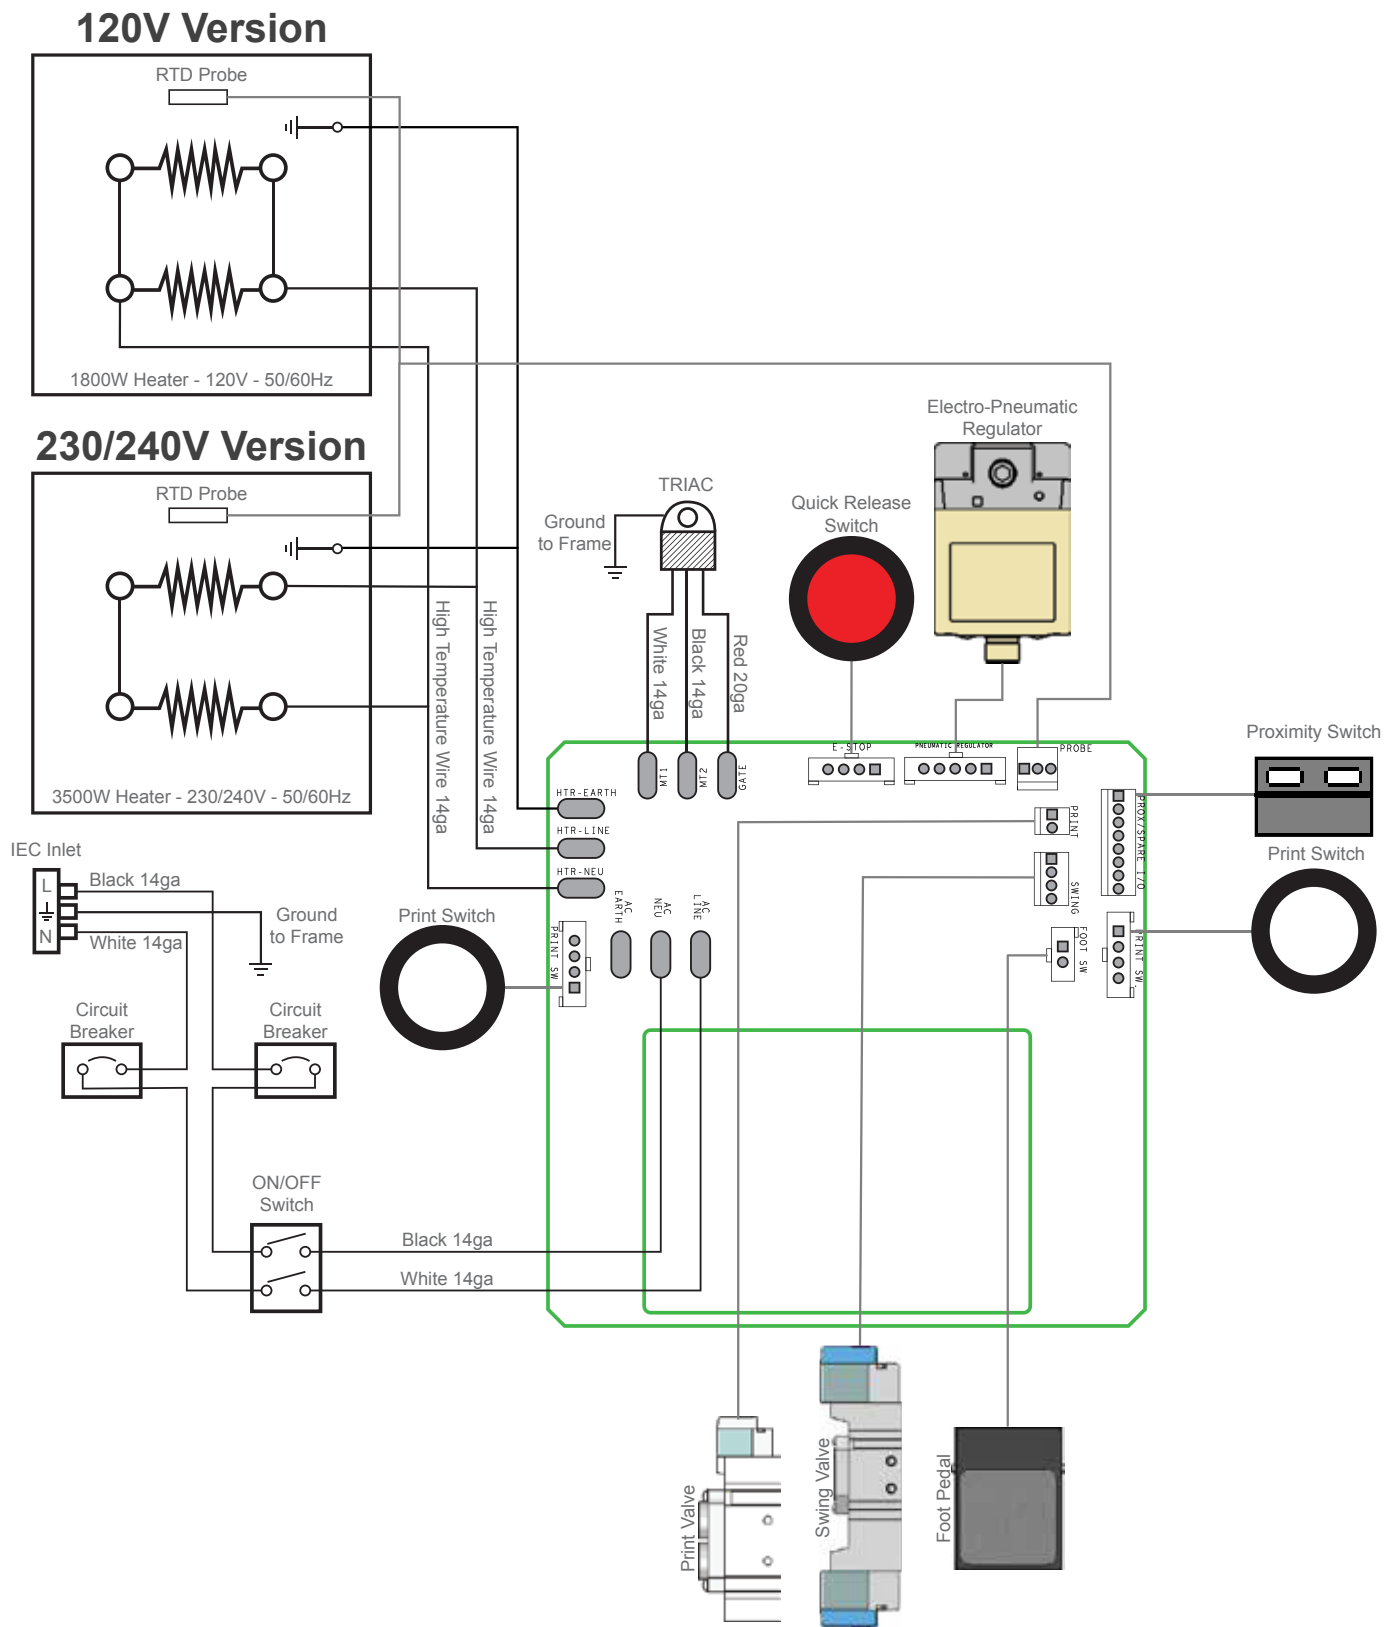 120V Version
RTD Probe
1800W Heater - 120V - 50/60Hz
230/240V Version
RTD Probe
3500W Heater - 230/240V - 50/60Hz
High Temperature Wire 14ga
High Temperature Wire 14ga
Electro-Pneumatic
Regulator
TRIAC
Ground
to Frame
Quick Release
Switch
White 14ga
Black 14ga
Red 20ga
Proximity Switch
E-STOP
PNEUMATIC REGULATOR
PROBE
MT1
MT2
GATE
HTR-EARTH
HTR-LINE
HTR-NEU
PRINT
PROX/SPARE I/O
SWING
Print Switch
IEC Inlet
L
N
Black 14ga
White 14ga
Ground
to Frame
Print Switch
PRINT SW
AC
EARTH
AC
NEU
AC
LINE
FOOT SW
PRINT SW.
Circuit
Breaker
Circuit
Breaker
ON/OFF
Switch
Black 14ga
White 14ga
Print Valve
Swing Valve
Foot Pedal